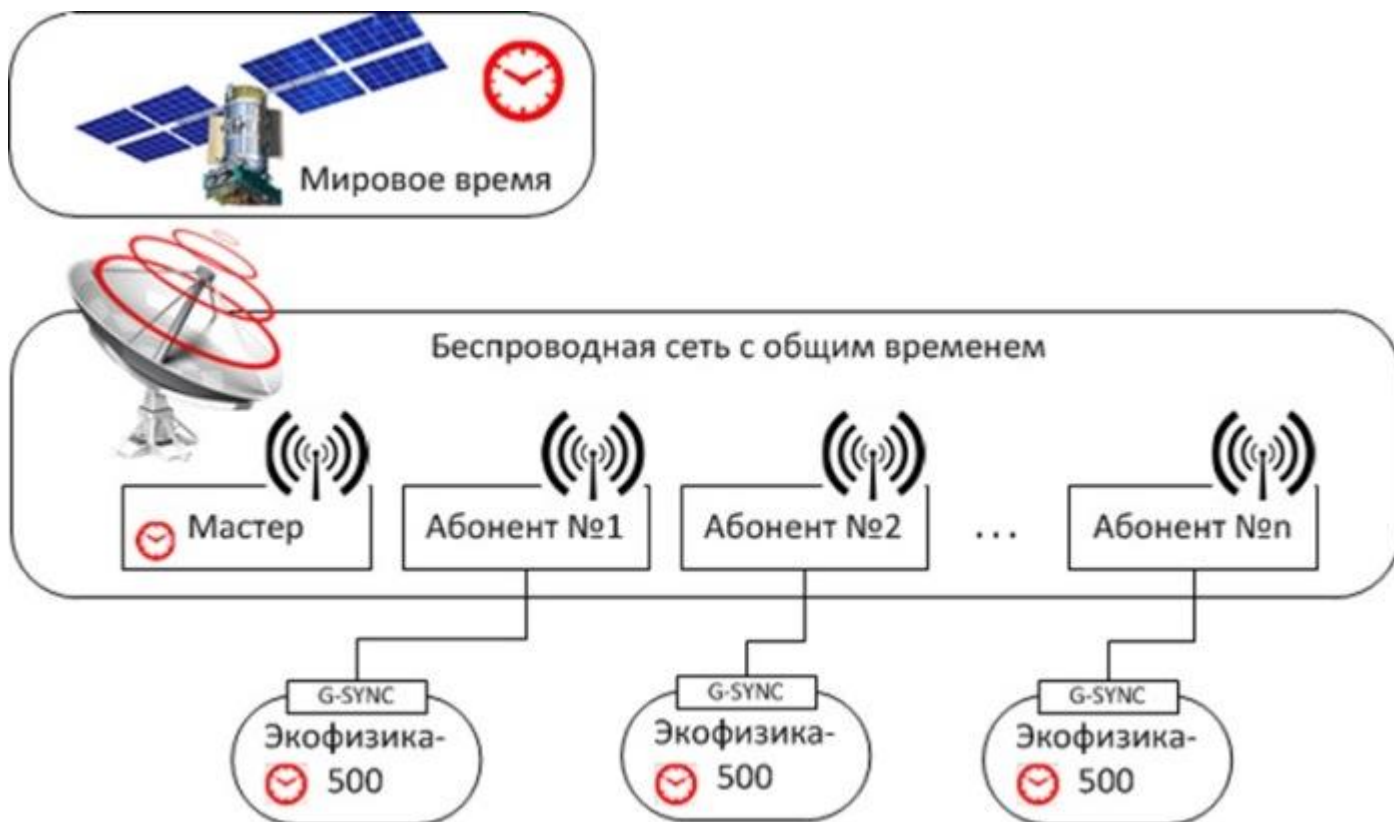 Мировое время
Беспроводная сеть с общим временем
Мастер
Абонент №1
Абонент №2
...
Абонент №n
G-SYNC
Экофизика-
500
G-SYNC
Экофизика-
500
G-SYNC
Экофизика-
500